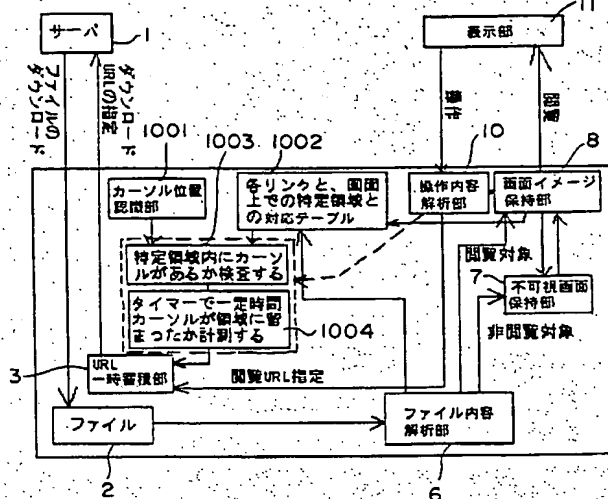 サーバ
1
表示部
11
ファイルの
ダウンロード
ダウンロード
URLの指定
操作
閲覧
1001
1003
1002
10
8
カーソル位置
認識部
各リンクと、画面
上での特定領域と
の対応テーブル
操作内容
解析部
画面イメージ
保持部
特定領域内にカーソ
ルがあるか検査する
閲覧対象
7
不可視画面
保持部
タイマーで一定時間
カーソルが領域に留
まったか計測する
1004
非閲覧対象
3
URL
一時蓄積部
閲覧URL指定
ファイル
2
ファイル内容
解析部
6